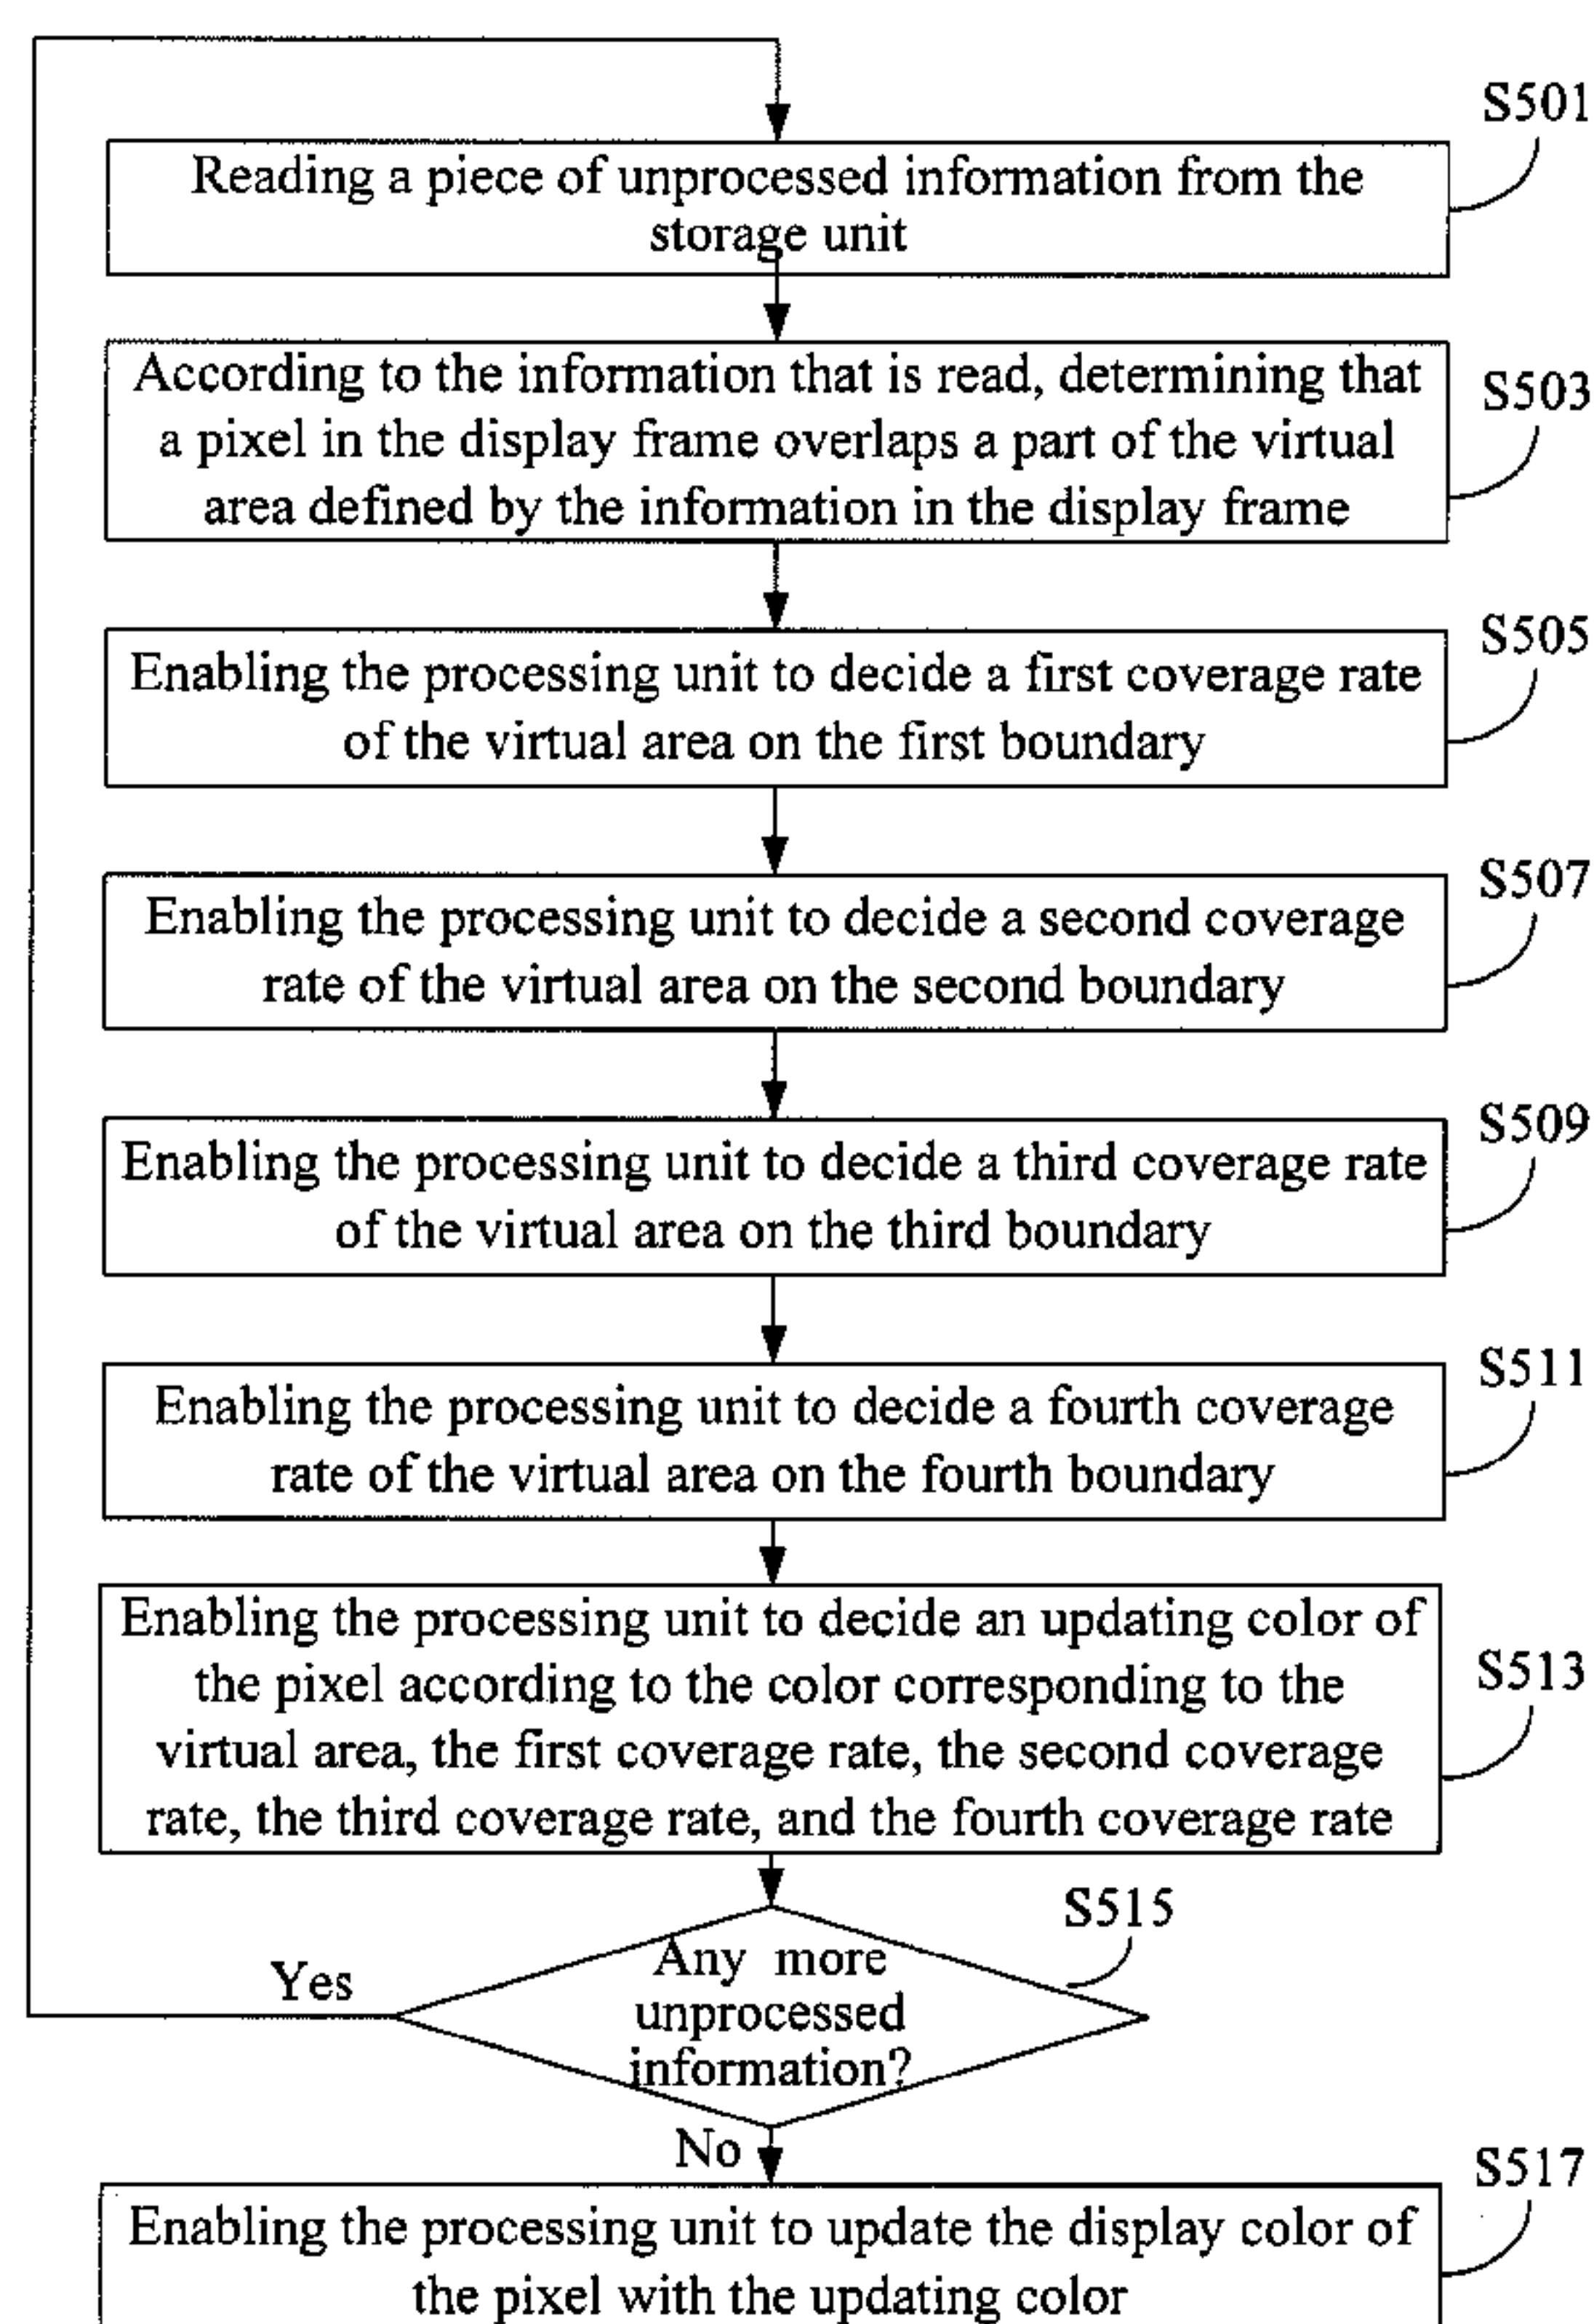 S501
Reading a piece of unprocessed information from the
storage unit
S503
According to the information that is read, determining that
a pixel in the display frame overlaps a part of the virtual
area defined by the information in the display frame
S505
Enabling the processing unit to decide a first coverage rate
of the virtual area on the first boundary
S507
Enabling the processing unit to decide a second coverage
rate of the virtual area on the second boundary
S509
Enabling the processing unit to decide a third coverage rate
of the virtual area on the third boundary
S511
Enabling the processing unit to decide a fourth coverage
rate of the virtual area on the fourth boundary
S513
Enabling the processing unit to decide an updating color of
the pixel according to the color corresponding to the
virtual area, the first coverage rate, the second coverage
rate, the third coverage rate, and the fourth coverage rate
S515
Any more
unprocessed
information?
Yes
No
S517
Enabling the processing unit to update the display color of
the pixel with the updating color